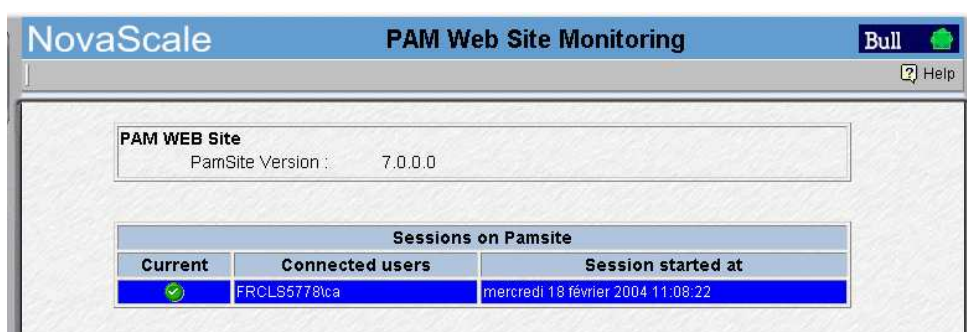 NovaScale PAM Web Site Monitoring Bull
Help
PAM WEB Site
PamSite Version : 7.0.0.0
Sessions on Pamsite
Current Connected users Session started at
FRCLS5778\ca mercredi 18 février 2004 11:08:22